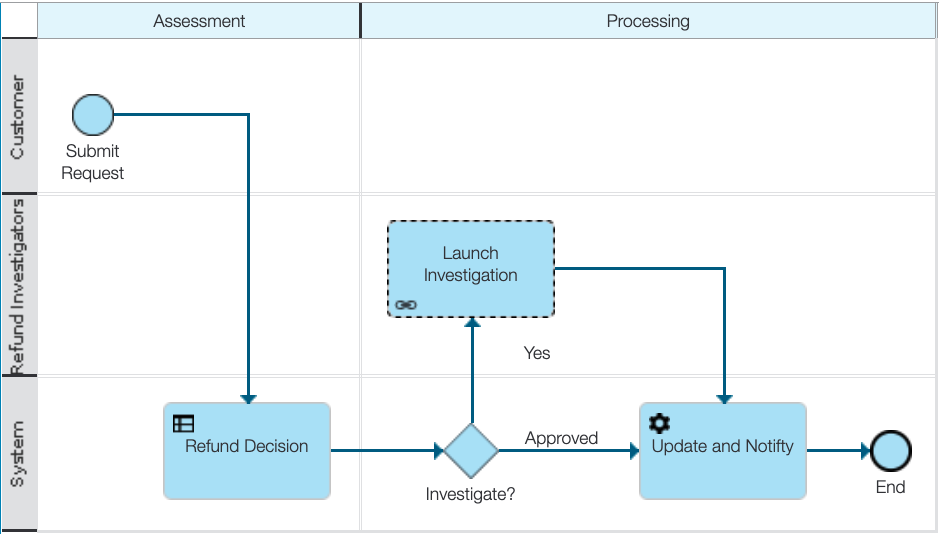 Assessment
Processing
Customer
Submit
Request
Refund Investigators
Launch
Investigation
Yes
System
Refund Decision
Investigate?
Approved
Update and Notifty
End